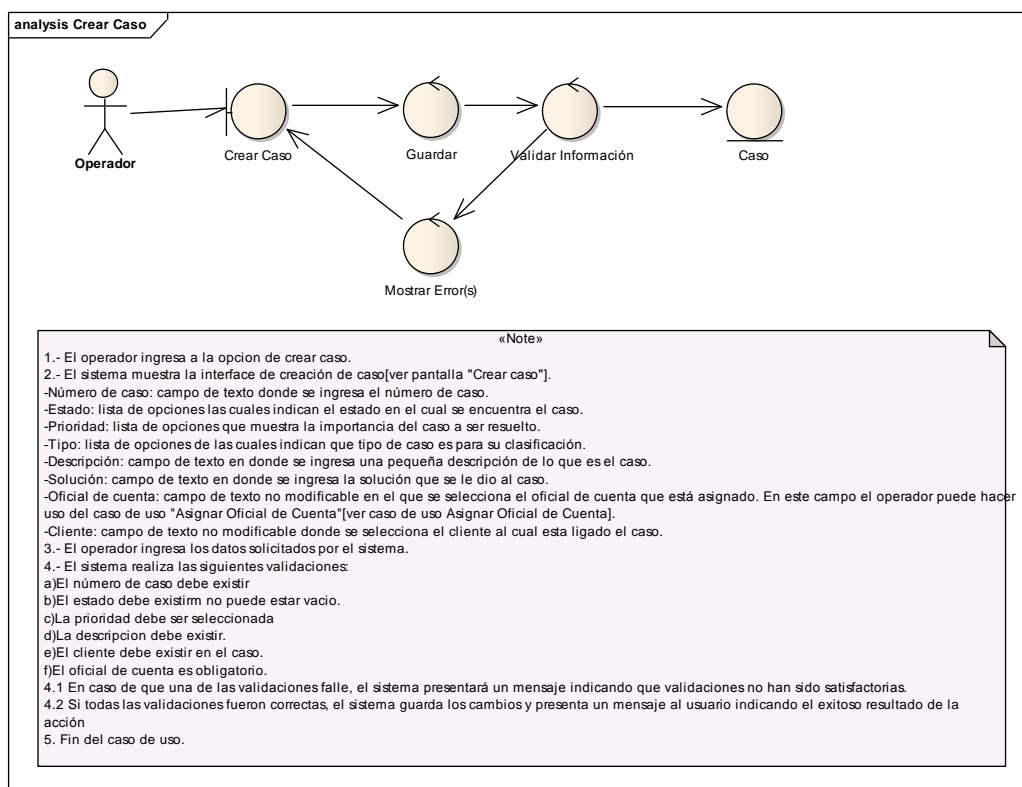 analysis Crear Caso
Operador
Crear Caso
Guardar
Validar Información
Caso
Mostrar Error(s)
«Note»
1.- El operador ingresa a la opcion de crear caso.
2.- El sistema muestra la interface de creación de caso[ver pantalla "Crear caso"].
-Número de caso: campo de texto donde se ingresa el número de caso.
-Estado: lista de opciones las cuales indican el estado en el cual se encuentra el caso.
-Prioridad: lista de opciones que muestra la importancia del caso a ser resuelto.
-Tipo: lista de opciones de las cuales indican que tipo de caso es para su clasificación.
-Descripción: campo de texto en donde se ingresa una pequeña descripción de lo que es el caso.
-Solución: campo de texto en donde se ingresa la solución que se le dio al caso.
-Oficial de cuenta: campo de texto no modificable en el que se selecciona el oficial de cuenta que está asignado. En este campo el operador puede hacer
uso del caso de uso "Asignar Oficial de Cuenta"[ver caso de uso Asignar Oficial de Cuenta].
-Cliente: campo de texto no modificable donde se selecciona el cliente al cual esta ligado el caso.
3.- El operador ingresa los datos solicitados por el sistema.
4.- El sistema realiza las siguientes validaciones:
a)El número de caso debe existir
b)El estado debe existirm no puede estar vacio.
c)La prioridad debe ser seleccionada
d)La descripcion debe existir.
e)El cliente debe existir en el caso.
f)El oficial de cuenta es obligatorio.
4.1 En caso de que una de las validaciones falle, el sistema presentará un mensaje indicando que validaciones no han sido satisfactorias.
4.2 Si todas las validaciones fueron correctas, el sistema guarda los cambios y presenta un mensaje al usuario indicando el exitoso resultado de la
acción
5. Fin del caso de uso.